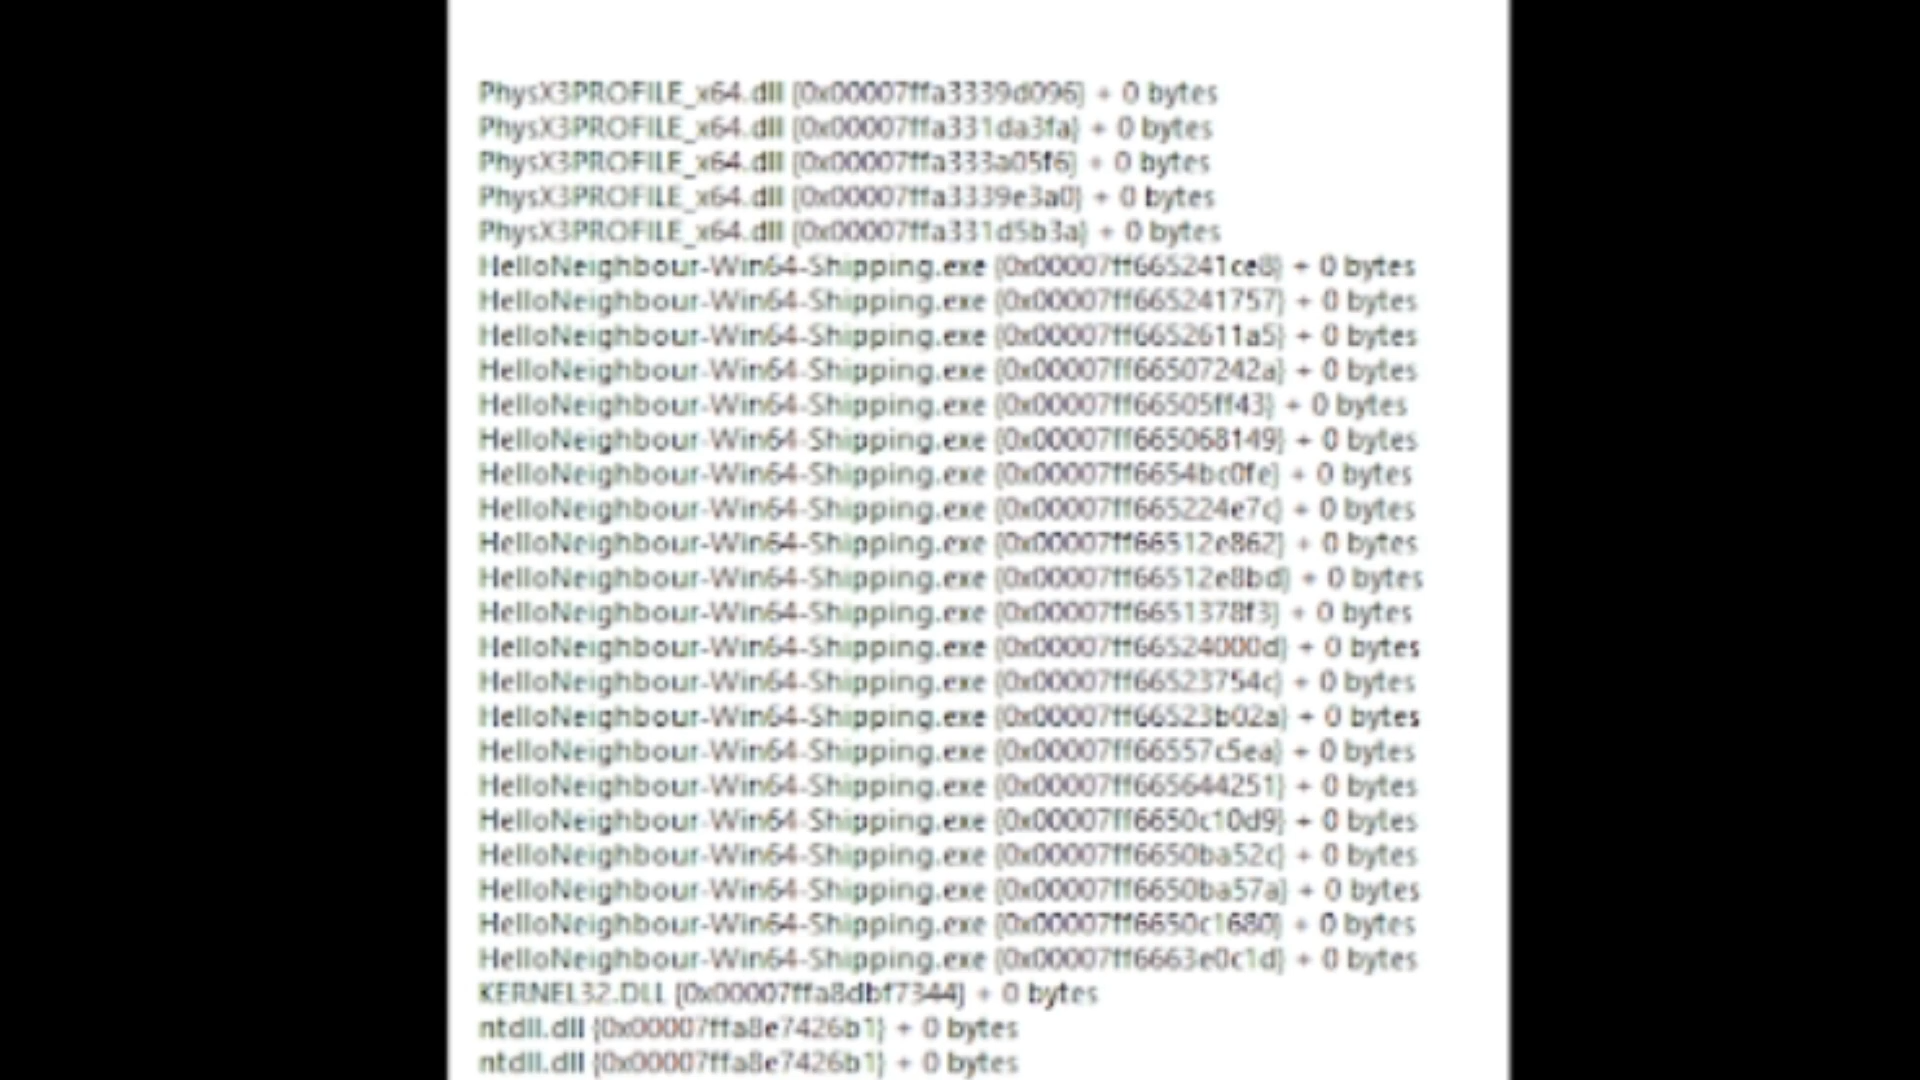 PhysX3PROFILE_x64.dll {0x00007ffa3339d096} + 0 bytes
PhysX3PROFILE_x64.dll {0x00007ffa331da3fa} + 0 bytes
PhysX3PROFILE_x64.dll {0x00007ffa333a05f6} + 0 bytes
PhysX3PROFILE_x64.dll {0x00007ffa3339e3a0} + 0 bytes
PhysX3PROFILE_x64.dll {0x00007ffa331d5b3a} + 0 bytes
HelloNeighbour-Win64-Shipping.exe {0x00007ff665241ce8} + 0 bytes
HelloNeighbour-Win64-Shipping.exe {0x00007ff665241757} + 0 bytes
HelloNeighbour-Win64-Shipping.exe {0x00007ff6652611a5} + 0 bytes
HelloNeighbour-Win64-Shipping.exe {0x00007ff66507242a} + 0 bytes
HelloNeighbour-Win64-Shipping.exe {0x00007ff66505ff43} + 0 bytes
HelloNeighbour-Win64-Shipping.exe {0x00007ff665068149} + 0 bytes
HelloNeighbour-Win64-Shipping.exe {0x00007ff6654bc0fe} + 0 bytes
HelloNeighbour-Win64-Shipping.exe {0x00007ff665224e7c} + 0 bytes
HelloNeighbour-Win64-Shipping.exe {0x00007ff66512e862} + 0 bytes
HelloNeighbour-Win64-Shipping.exe {0x00007ff66512e8bd} + 0 bytes
HelloNeighbour-Win64-Shipping.exe {0x00007ff6651378f3} + 0 bytes
HelloNeighbour-Win64-Shipping.exe {0x00007ff66524000d} + 0 bytes
HelloNeighbour-Win64-Shipping.exe {0x00007ff66523754c} + 0 bytes
HelloNeighbour-Win64-Shipping.exe {0x00007ff66523b02a} + 0 bytes
HelloNeighbour-Win64-Shipping.exe {0x00007ff66557c5ea} + 0 bytes
HelloNeighbour-Win64-Shipping.exe {0x00007ff665644251} + 0 bytes
HelloNeighbour-Win64-Shipping.exe {0x00007ff6650c10d9} + 0 bytes
HelloNeighbour-Win64-Shipping.exe {0x00007ff6650ba52c} + 0 bytes
HelloNeighbour-Win64-Shipping.exe {0x00007ff6650ba57a} + 0 bytes
HelloNeighbour-Win64-Shipping.exe {0x00007ff6650c1680} + 0 bytes
HelloNeighbour-Win64-Shipping.exe {0x00007ff6663e0c1d} + 0 bytes
KERNEL32.DLL {0x00007ffa8dbf7344} + 0 bytes
ntdll.dll {0x00007ffa8e7426b1} + 0 bytes
ntdll.dll {0x00007ffa8e7426b1} + 0 bytes